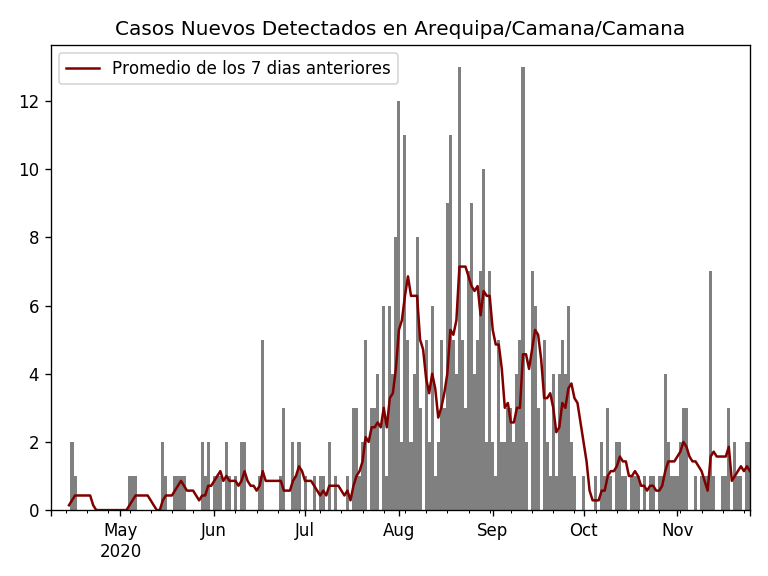 Casos Nuevos Detectados en Arequipa/Camana/Camana
Promedio de los 7 dias anteriores
12
10
8
6
4
2
0
May Jun Jul Aug Sep Oct Nov
2020